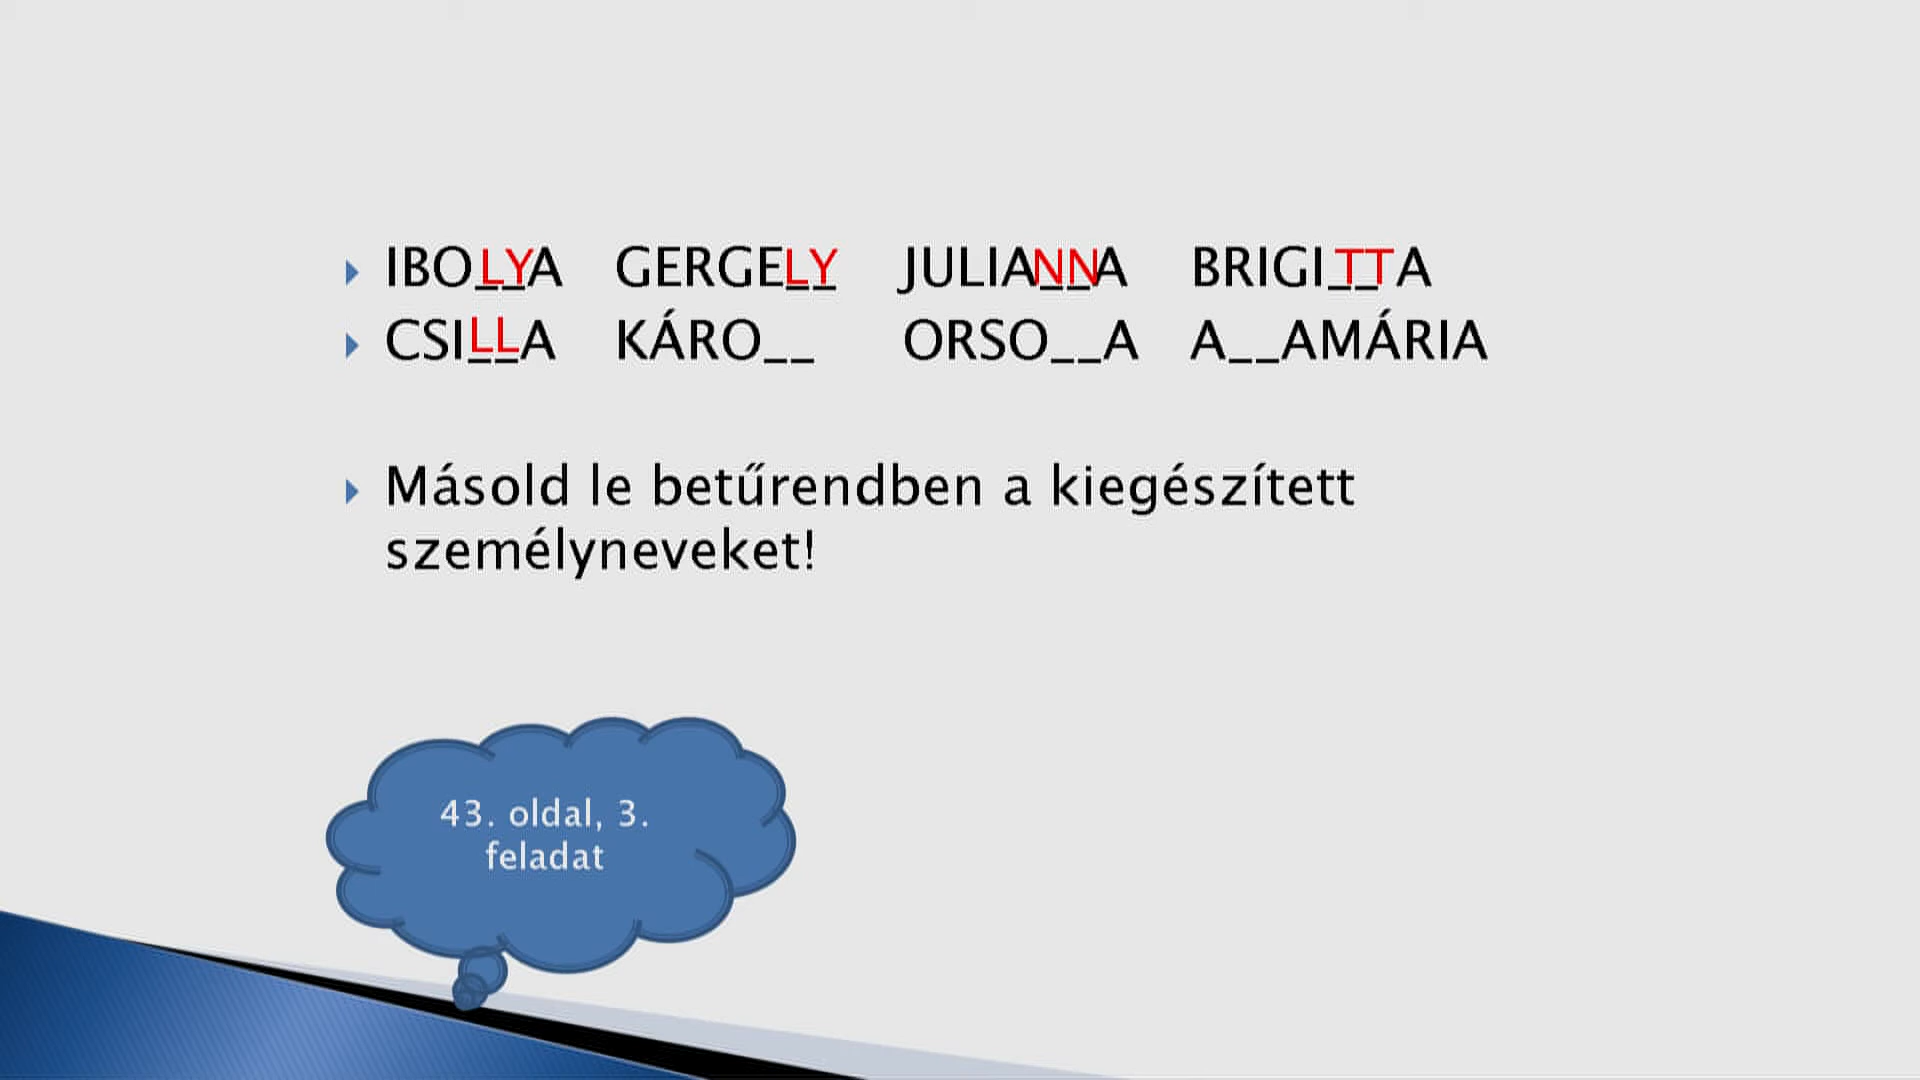 IBOLYA GERGELY JULIANNA BRIGITTA
CSILLA KÁRO__ ORSO__A A__AMÁRIA
Másold le betűrendben a kiegészített
személyneveket!
43. oldal, 3.
feladat